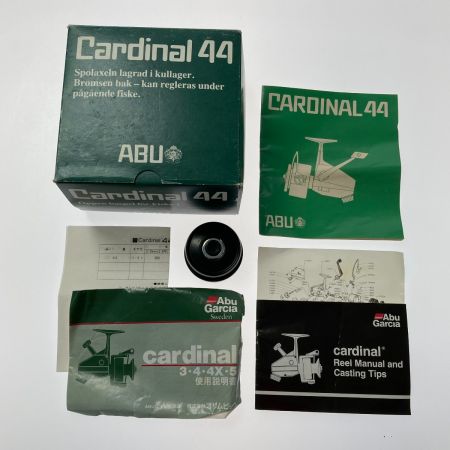 Cardinal 44
Spolaxeln lagrad i kullager.
Bromsen bak – kan regleras under
pågående fiske.
ABU
Cardinal 44
CARDINAL 44
ABU
Cardinal 4
Abu
Garcia
Sweden
cardinal
3・4・4X・5
使用説明書
Abu
Garcia
cardinal®
Reel Manual and
Casting Tips